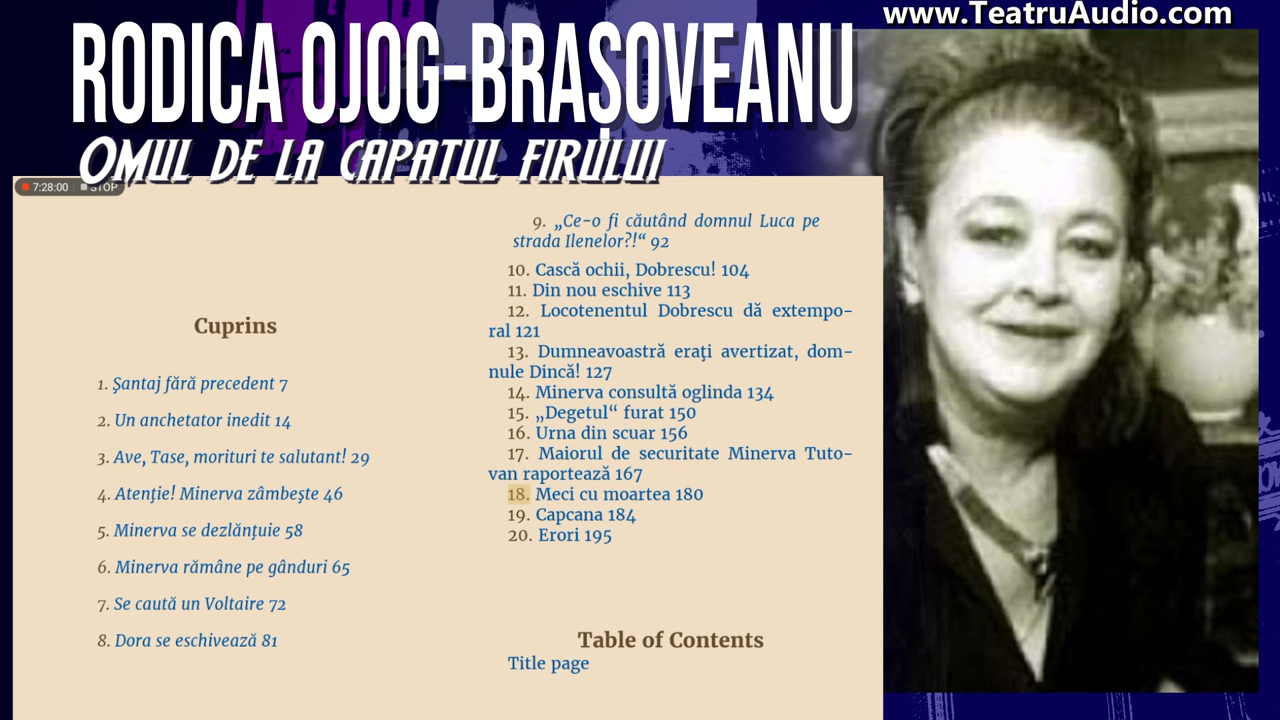 www.TeatruAudio.com
RODICA OJOG-BRAȘOVEANU
OMUL DE LA CAPATUL FIRULUI
7:28:00 STOP
Cuprins
1. Şantaj fără precedent 7
2. Un anchetator inedit 14
3. Ave, Tase, morituri te salutant! 29
4. Atenţie! Minerva zâmbeşte 46
5. Minerva se dezlănţuie 58
6. Minerva rămâne pe gânduri 65
7. Se caută un Voltaire 72
8. Dora se eschivează 81
9. „Ce-o fi căutând domnul Luca pe
strada Ilenelor?!“ 92
10. Cască ochii, Dobrescu! 104
11. Din nou eschive 113
12. Locotenentul Dobrescu dă extempo-
ral 121
13. Dumneavoastră eraţi avertizat, dom-
nule Dincă! 127
14. Minerva consultă oglinda 134
15. „Degetul“ furat 150
16. Urna din scuar 156
17. Maiorul de securitate Minerva Tuto-
van raportează 167
18. Meci cu moartea 180
19. Capcana 184
20. Erori 195
Table of Contents
Title page